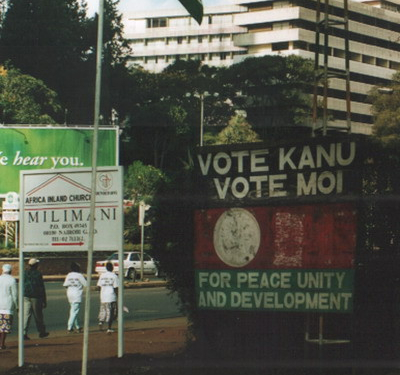 hear you.
AFRICA INLAND CHURCH
MILIMANI
VOTE KANU
VOTE MOI
FOR PEACE UNITY
AND DEVELOPMENT